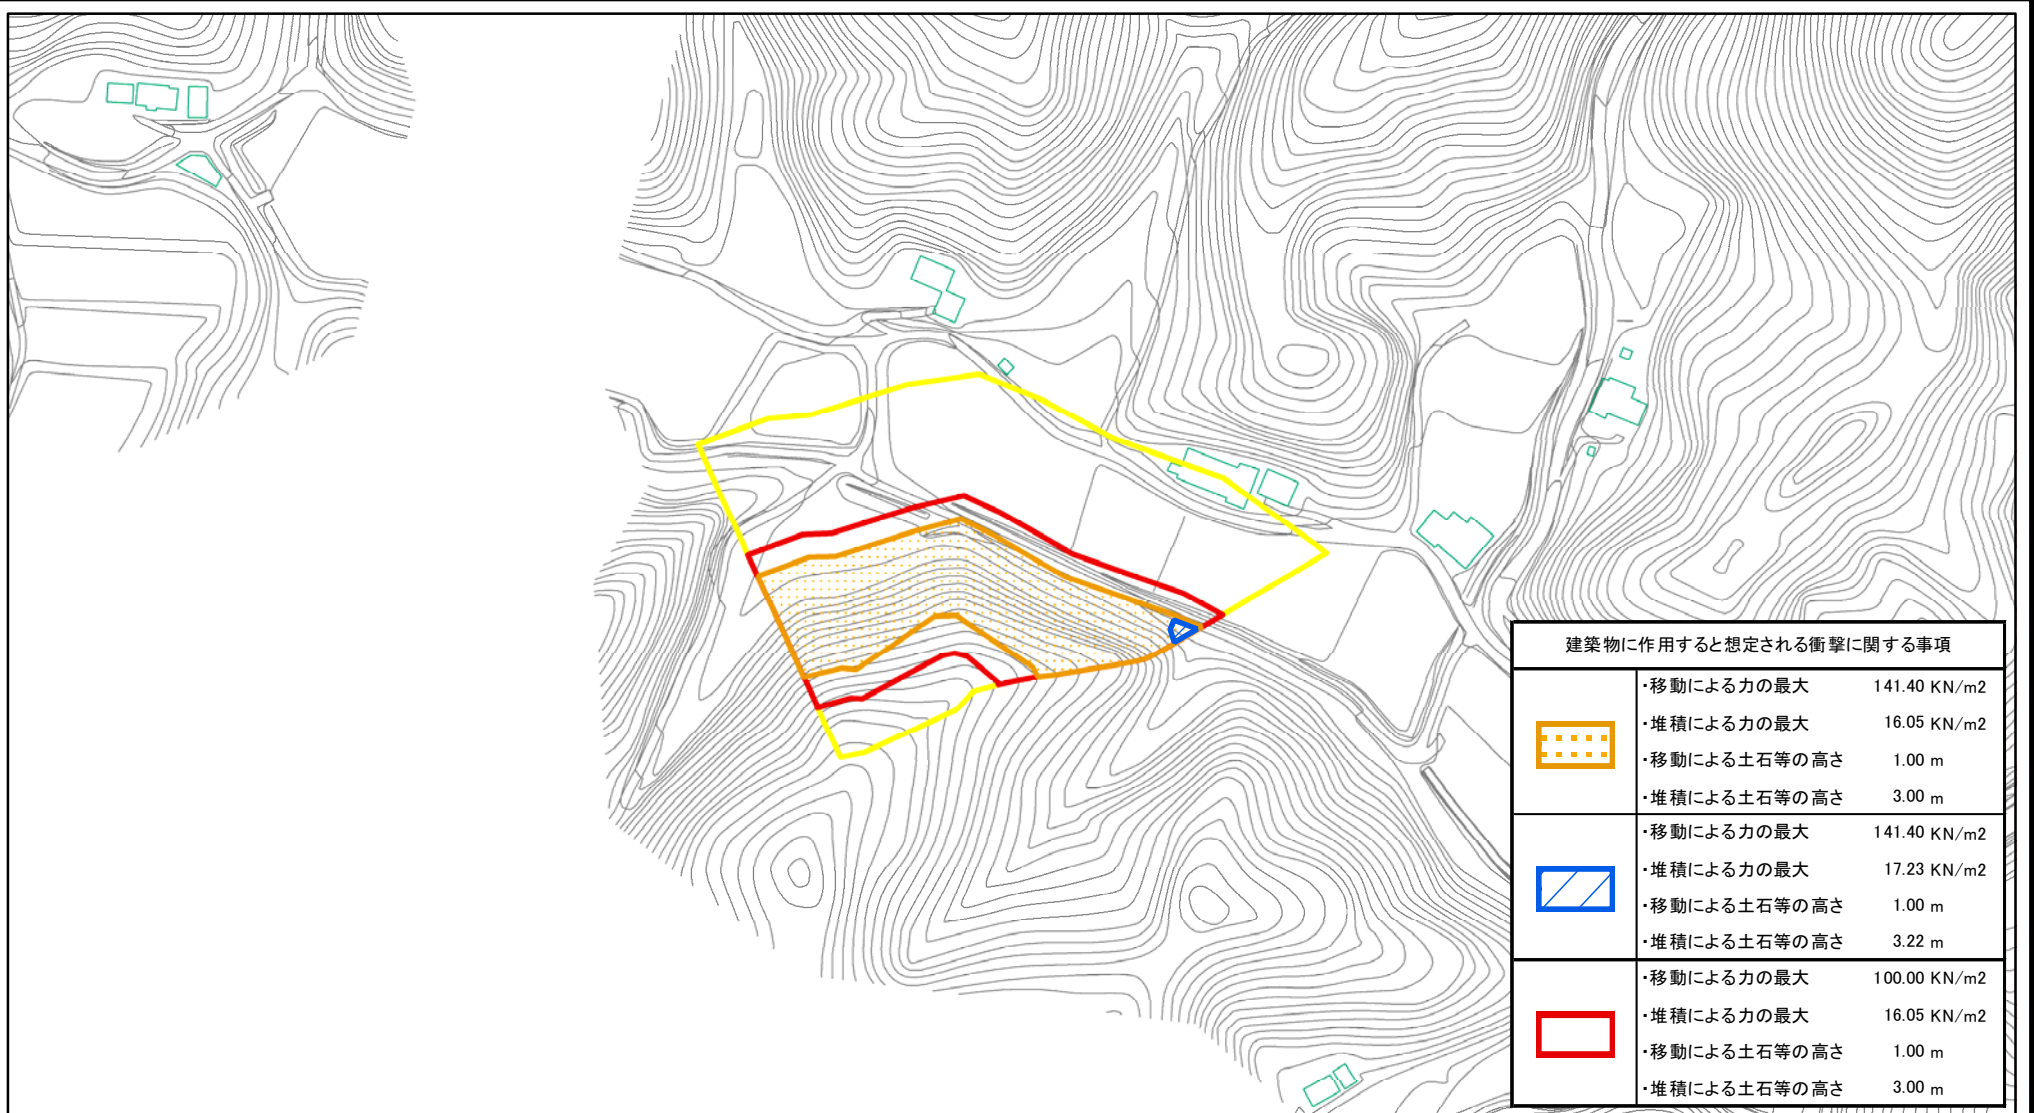 建築物に作用すると想定される衝撃に関する事項
・移動による力の最大 141.40 KN/m2
・堆積による力の最大 16.05 KN/m2
・移動による土石等の高さ 1.00 m
・堆積による土石等の高さ 3.00 m
・移動による力の最大 141.40 KN/m2
・堆積による力の最大 17.23 KN/m2
・移動による土石等の高さ 1.00 m
・堆積による土石等の高さ 3.22 m
・移動による力の最大 100.00 KN/m2
・堆積による力の最大 16.05 KN/m2
・移動による土石等の高さ 1.00 m
・堆積による土石等の高さ 3.00 m